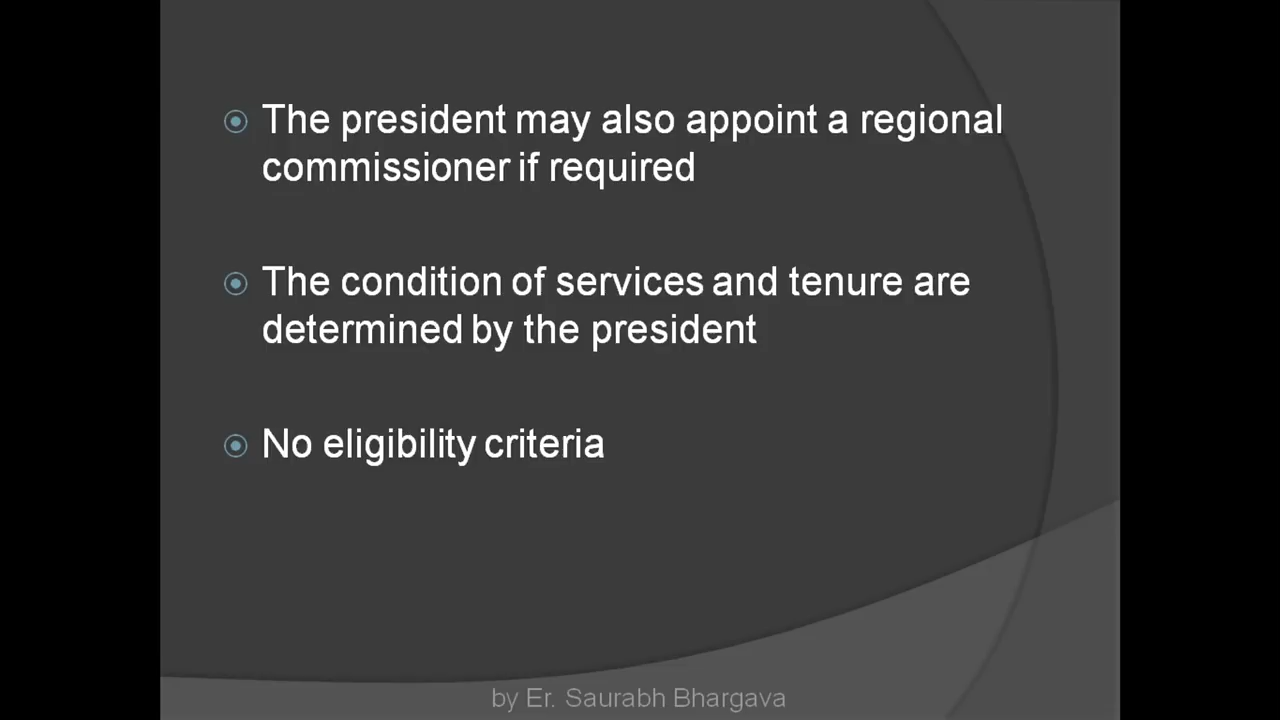 The president may also appoint a regional
commissioner if required
The condition of services and tenure are
determined by the president
No eligibility criteria
by Er. Saurabh Bhargava